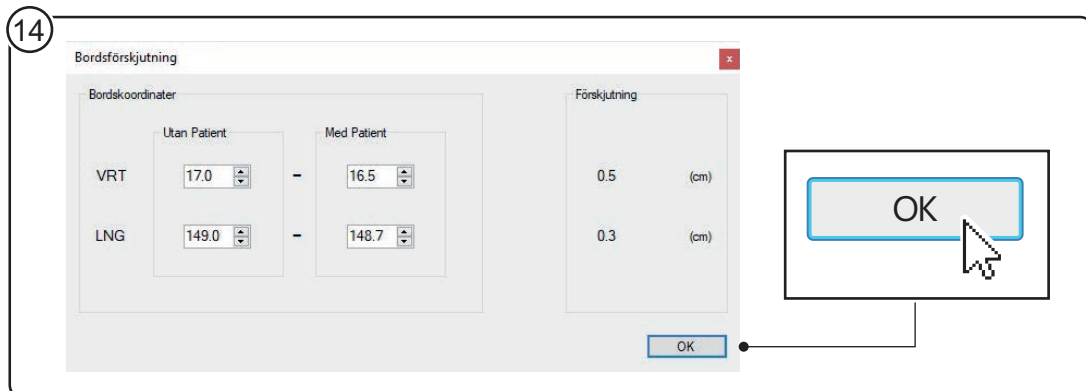 14
Bordsförskjutning
x
Bordskoordinater
Förskjutning
Utan Patient
Med Patient
VRT 17.0 - 16.5 0.5 (cm)
LNG 149.0 - 148.7 0.3 (cm)
OK
OK